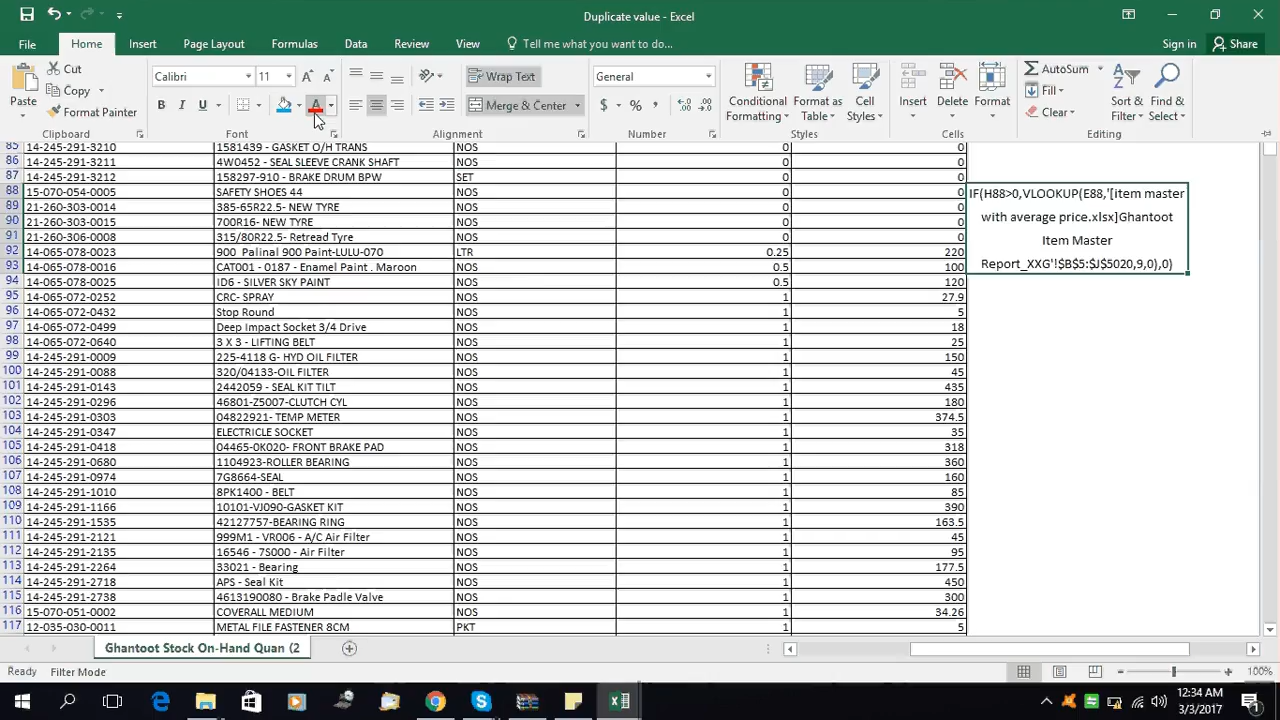 Duplicate value - Excel
File Home Insert Page Layout Formulas Data Review View Tell me what you want to do... Sign in Share
Paste
Cut
Copy
Format Painter
Clipboard
Calibri 11
B I U
A
Font
Wrap Text
Merge & Center
Alignment
General
$ % ,
Number
Conditional Formatting
Format as Table
Cell Styles
Styles
Insert
Delete
Format
Cells
AutoSum
Fill
Clear
Sort & Filter
Find & Select
Editing
85 14-245-291-3210 1581439 - GASKET O/H TRANS NOS 0 0
86 14-245-291-3211 4W0452 - SEAL SLEEVE CRANK SHAFT NOS 0 0
87 14-245-291-3212 158297-910 - BRAKE DRUM BPW SET 0 0
88 15-070-054-0005 SAFETY SHOES 44 NOS 0 0
89 21-260-303-0014 385-65R22.5- NEW TYRE NOS 0 0
90 21-260-303-0015 700R16- NEW TYRE NOS 0 0
91 21-260-306-0008 315/80R22.5- Retread Tyre NOS 0 0
92 14-065-078-0023 900 Palinal 900 Paint-LULU-070 LTR 0.25 220
93 14-065-078-0016 CAT001 - 0187 - Enamel Paint . Maroon NOS 0.5 100
94 14-065-078-0025 ID6 - SILVER SKY PAINT NOS 0.5 120
95 14-065-072-0252 CRC- SPRAY NOS 1 27.9
96 14-065-072-0432 Stop Round NOS 1 5
97 14-065-072-0499 Deep Impact Socket 3/4 Drive NOS 1 18
98 14-065-072-0640 3 X 3 - LIFTING BELT NOS 1 25
99 14-245-291-0009 225-4118 G- HYD OIL FILTER NOS 1 150
100 14-245-291-0088 320/04133-OIL FILTER NOS 1 45
101 14-245-291-0143 2442059 - SEAL KIT TILT NOS 1 435
102 14-245-291-0296 46801-Z5007-CLUTCH CYL NOS 1 180
103 14-245-291-0303 04822921- TEMP METER NOS 1 374.5
104 14-245-291-0347 ELECTRICLE SOCKET NOS 1 35
105 14-245-291-0418 04465-0K020- FRONT BRAKE PAD NOS 1 318
106 14-245-291-0680 1104923-ROLLER BEARING NOS 1 360
107 14-245-291-0974 7G8664-SEAL NOS 1 160
108 14-245-291-1010 8PK1400 - BELT NOS 1 85
109 14-245-291-1166 10101-VJ090-GASKET KIT NOS 1 390
110 14-245-291-1535 42127757-BEARING RING NOS 1 163.5
111 14-245-291-2121 999M1 - VR006 - A/C Air Filter NOS 1 45
112 14-245-291-2135 16546 - 7S000 - Air Filter NOS 1 95
113 14-245-291-2264 33021 - Bearing NOS 1 177.5
114 14-245-291-2718 APS - Seal Kit NOS 1 450
115 14-245-291-2738 4613190080 - Brake Padle Valve NOS 1 300
116 15-070-051-0002 COVERALL MEDIUM NOS 1 34.26
117 12-035-030-0011 METAL FILE FASTENER 8CM PKT 1 5
IF(H88>0,VLOOKUP(E88,'[item master
with average price.xlsx]Ghantoot
Item Master
Report_XXG'!$B$5:$J$5020,9,0),0)
Ghantoot Stock On-Hand Quan (2
Ready Filter Mode 100%
12:34 AM
3/3/2017